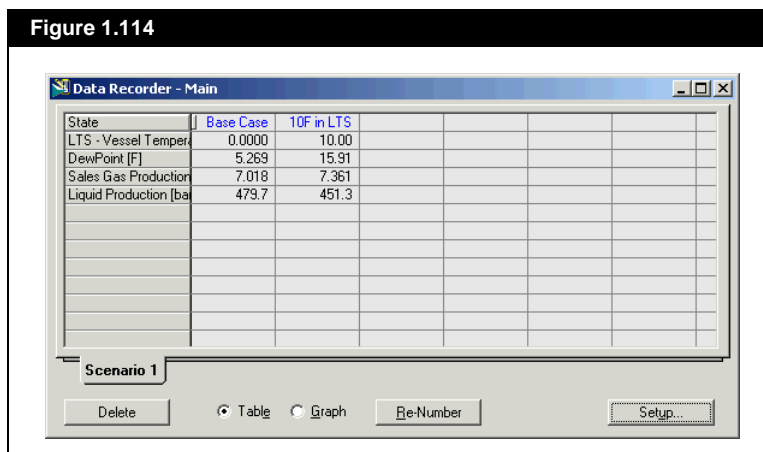 Figure 1.114
Data Recorder - Main
State Base Case 10F in LTS
LTS - Vessel Tempera 0.0000 10.00
DewPoint [F] 5.269 15.91
Sales Gas Production 7.018 7.361
Liquid Production [bar 479.7 451.3
Scenario 1
Delete Table Graph Re-Number Setup...